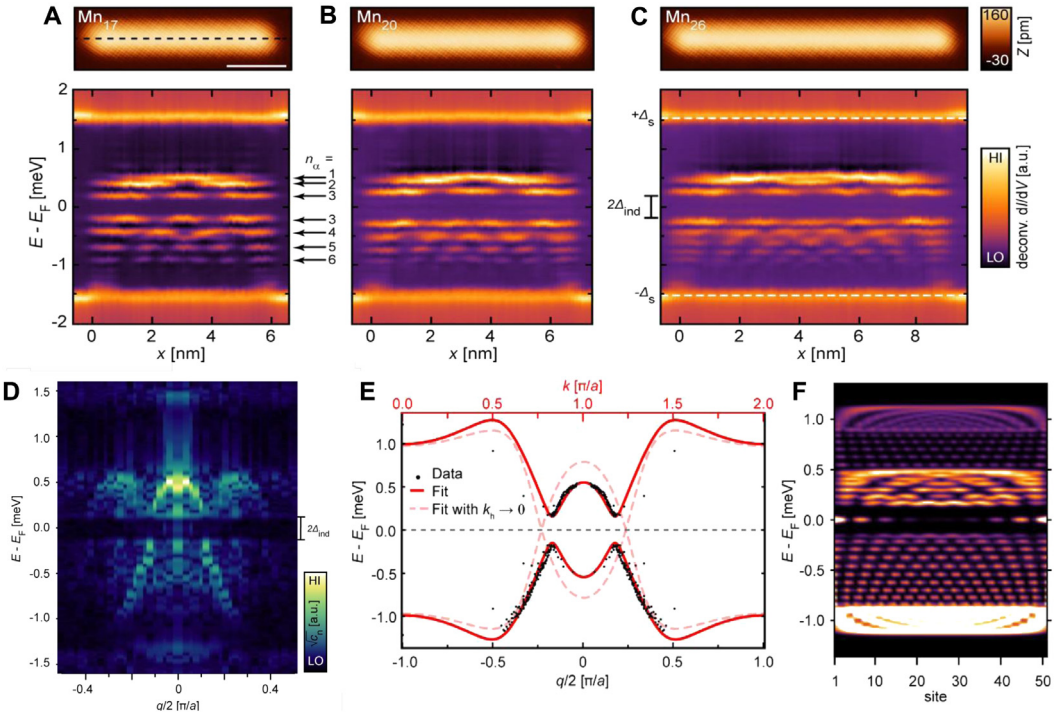 A
Mn17
B
Mn20
C
Mn26
160
-30
Z [pm]
2
1
0
-1
-2
E - EF [meV]
nα =
1
2
3
3
4
5
6
0 2 4 6
x [nm]
0 2 4 6
x [nm]
+Δs
2Δind
-Δs
0 2 4 6 8
x [nm]
HI
LO
deconv. dI/dV [a.u.]
D
1.5
1.0
0.5
0.0
-0.5
-1.0
-1.5
E - EF [meV]
2Δind
HI
LO
√cn [a.u.]
-0.4 0 0.4
q/2 [π/a]
E
k [π/a]
0.0 0.5 1.0 1.5 2.0
1.0
0.5
0.0
-0.5
-1.0
E - EF [meV]
Data
Fit
Fit with kh → 0
-1.0 -0.5 0 0.5 1.0
q/2 [π/a]
F
1.0
0.5
0.0
-0.5
-1.0
E - EF [meV]
1 10 20 30 40 50
site